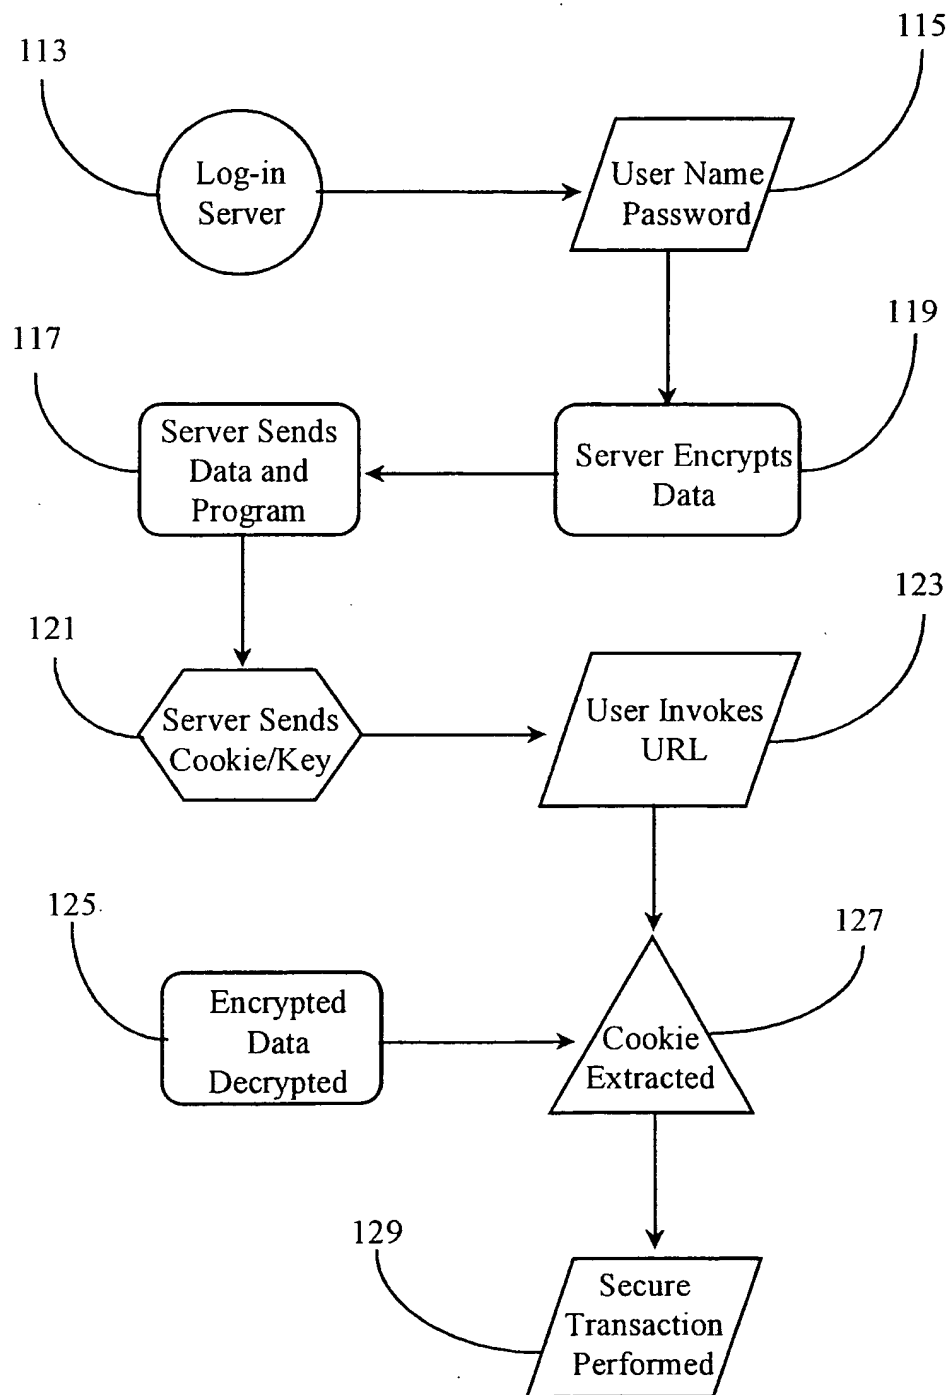 113
115
Log-in
Server
User Name
Password
117
119
Server Sends
Data and
Program
Server Encrypts
Data
121
123
Server Sends
Cookie/Key
User Invokes
URL
125
127
Encrypted
Data
Decrypted
Cookie
Extracted
129
Secure
Transaction
Performed